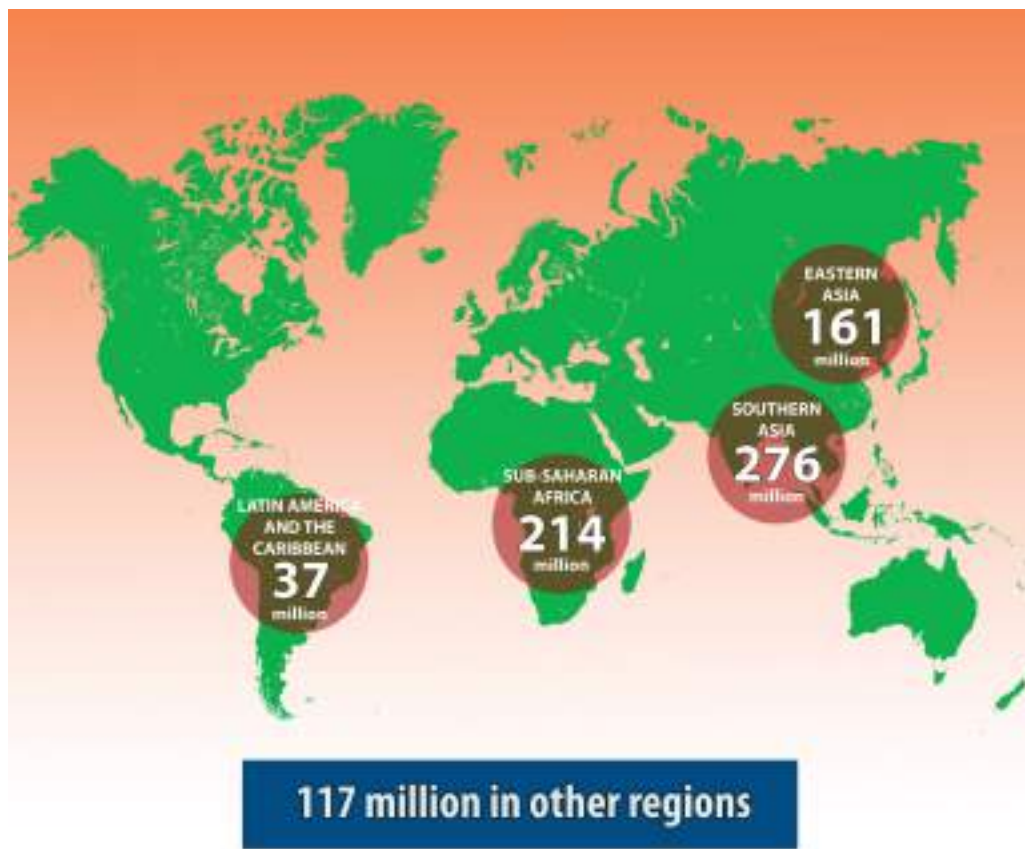 EASTERN
ASIA
161
million
SOUTHERN
ASIA
276
million
SUB-SAHARAN
AFRICA
214
million
LATIN AMERICA
AND THE
CARIBBEAN
37
million
117 million in other regions